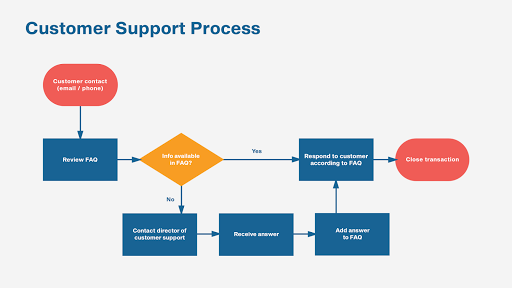 Customer Support Process
Customer contact
(email / phone)
Review FAQ
Info available
in FAQ?
Yes
Respond to customer
according to FAQ
Close transaction
No
Contact director of
customer support
Receive answer
Add answer
to FAQ